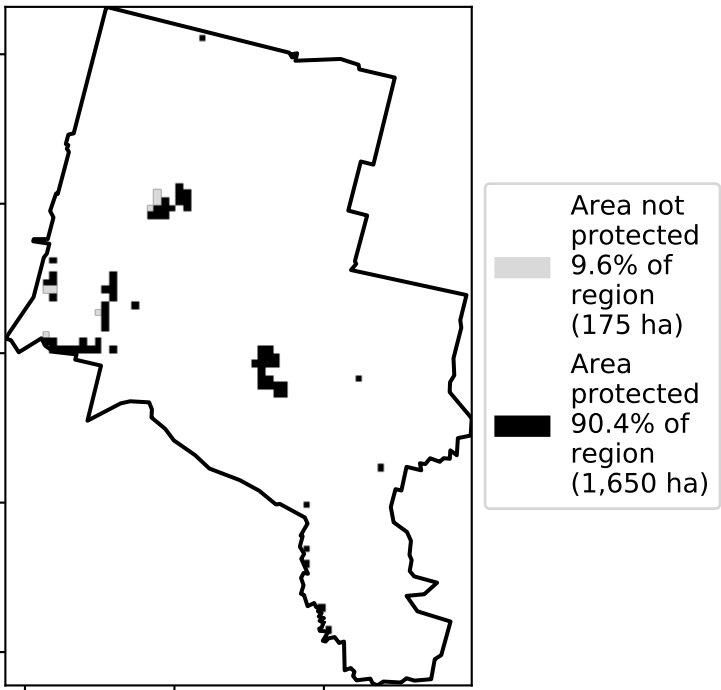 Area not
protected
9.6% of
region
(175 ha)
Area
protected
90.4% of
region
(1,650 ha)